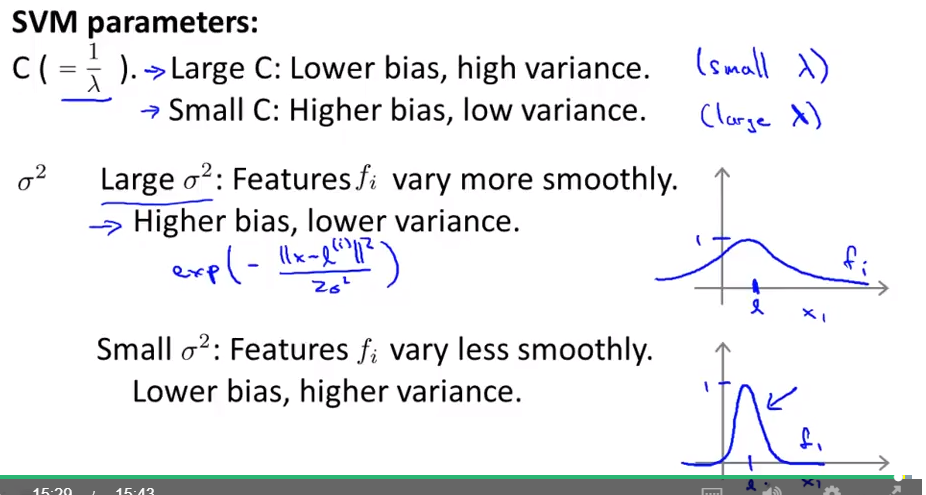 SVM parameters:
C ( = 1/λ ). → Large C: Lower bias, high variance. (small λ)
→ Small C: Higher bias, low variance. (large λ)
σ² Large σ²: Features fᵢ vary more smoothly.
→ Higher bias, lower variance.
exp(- ||x-l⁽ⁱ⁾||² / 2σ²)
1
fᵢ
l x₁
Small σ²: Features fᵢ vary less smoothly.
Lower bias, higher variance.
1
fᵢ
l x₁
15:29 / 15:43